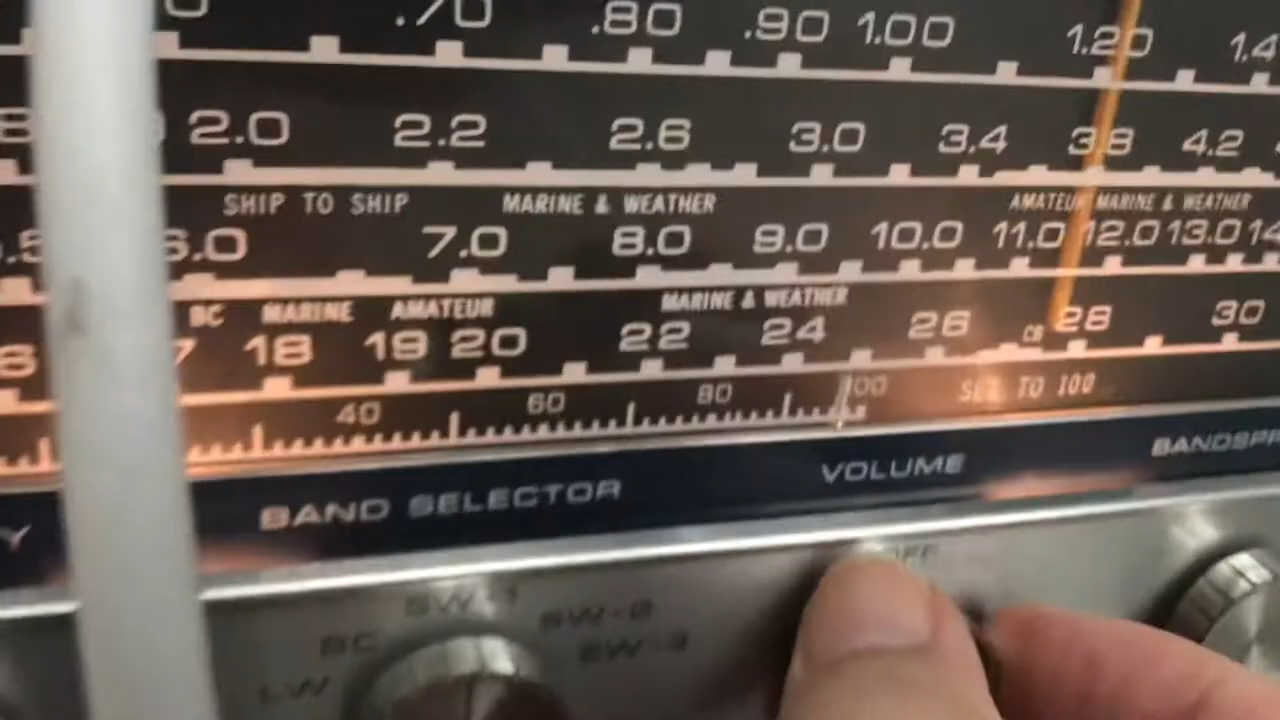 .70 .80 .90 1.00 1.20 1.4
2.0 2.2 2.6 3.0 3.4 3.8 4.2
SHIP TO SHIP MARINE & WEATHER AMATEUR MARINE & WEATHER
6.0 7.0 8.0 9.0 10.0 11.0 12.0 13.0 14
BC MARINE AMATEUR MARINE & WEATHER
18 19 20 22 24 26 CB 28 30
40 60 80 100 SET TO 100
BAND SELECTOR VOLUME BANDSPR
SW-1 OFF
BC SW-2
LW SW-3